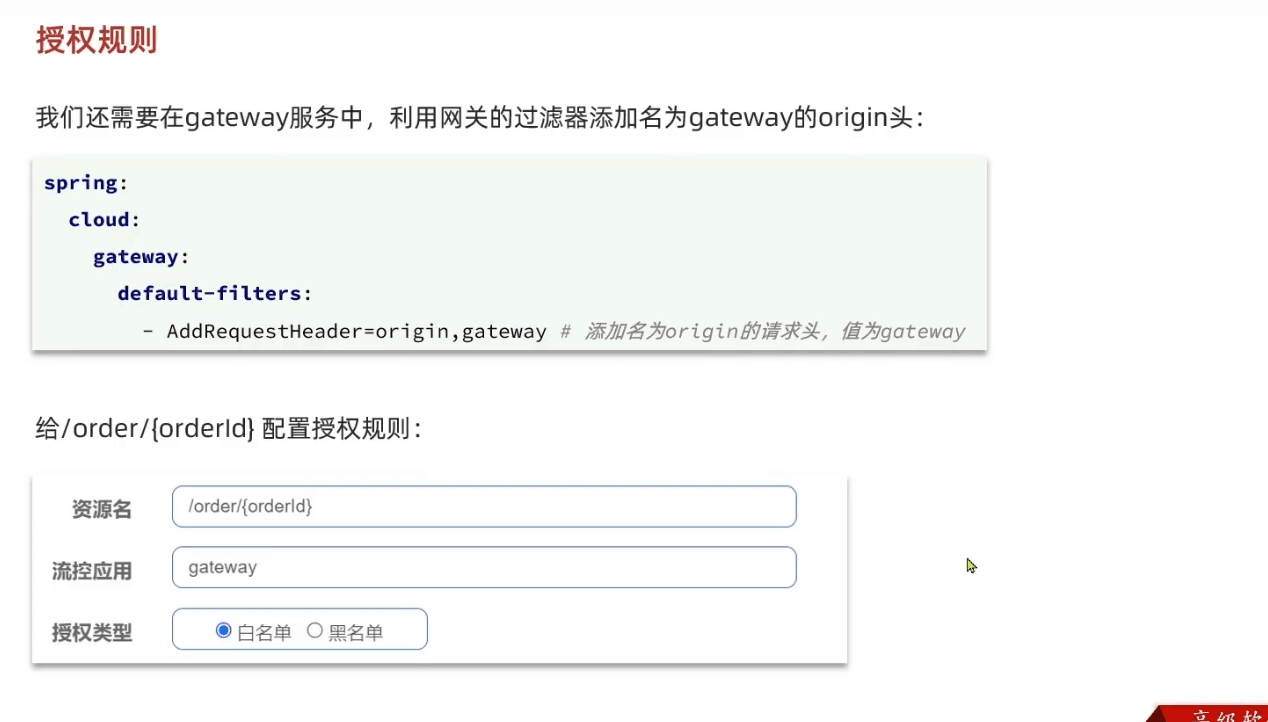 授权规则
我们还需要在gateway服务中，利用网关的过滤器添加名为gateway的origin头：
spring:
cloud:
gateway:
default-filters:
- AddRequestHeader=origin,gateway # 添加名为origin的请求头，值为gateway
给/order/{orderId} 配置授权规则：
资源名 /order/{orderId}
流控应用 gateway
授权类型 白名单 黑名单